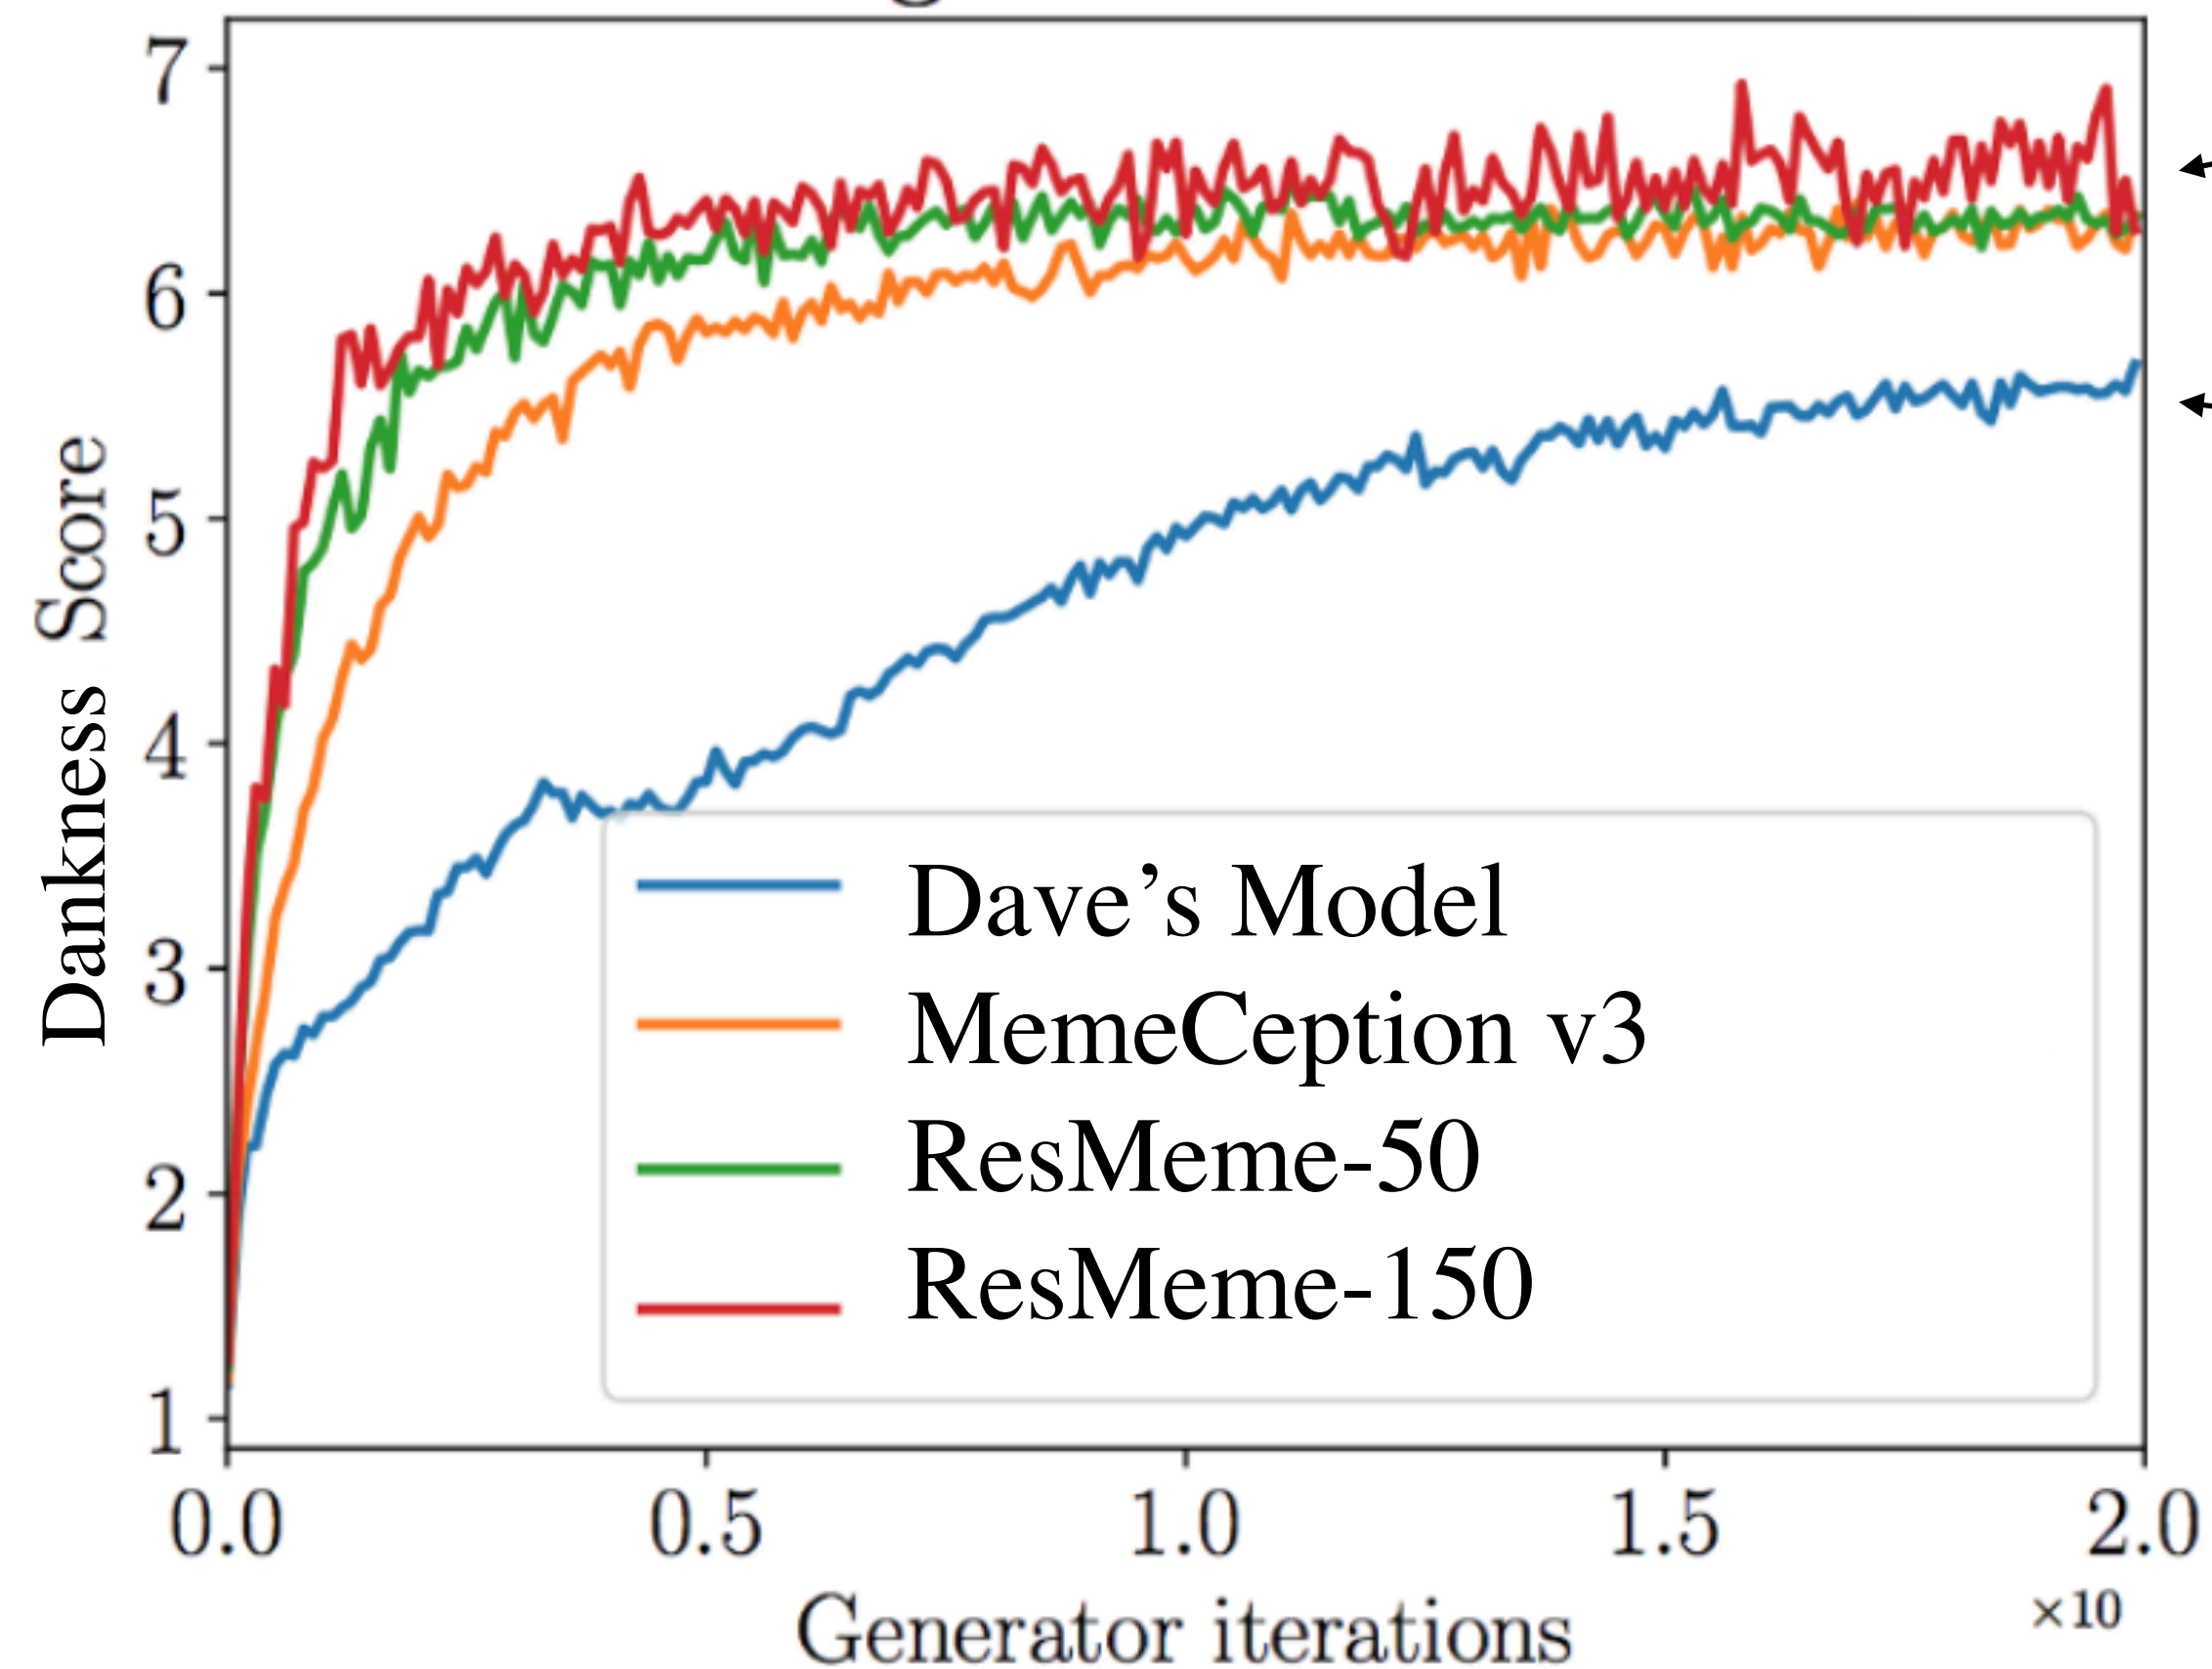 7
6
5
4
3
2
1
Dankness Score
Dave's Model
MemeCeption v3
ResMeme-50
ResMeme-150
0.0 0.5 1.0 1.5 2.0
×10
Generator iterations